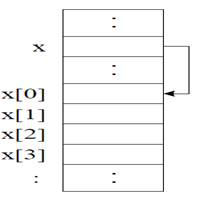 :
x
:
x[0]
x[1]
x[2]
x[3]
: :